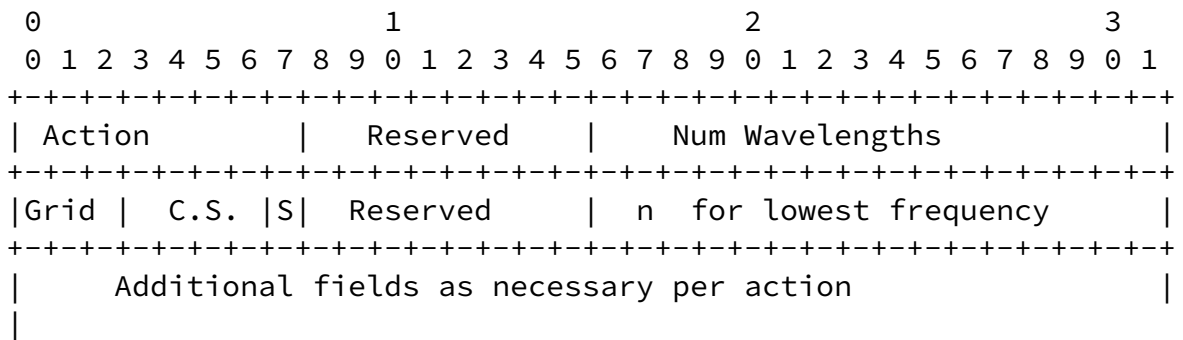 0                   1                   2                   3
 0 1 2 3 4 5 6 7 8 9 0 1 2 3 4 5 6 7 8 9 0 1 2 3 4 5 6 7 8 9 0 1
+-+-+-+-+-+-+-+-+-+-+-+-+-+-+-+-+-+-+-+-+-+-+-+-+-+-+-+-+-+-+-+-+
| Action        |   Reserved    |    Num Wavelengths            |
+-+-+-+-+-+-+-+-+-+-+-+-+-+-+-+-+-+-+-+-+-+-+-+-+-+-+-+-+-+-+-+-+
|Grid |  C.S. |S|  Reserved     |  n  for lowest frequency      |
+-+-+-+-+-+-+-+-+-+-+-+-+-+-+-+-+-+-+-+-+-+-+-+-+-+-+-+-+-+-+-+-+
|     Additional fields as necessary per action                 |
|